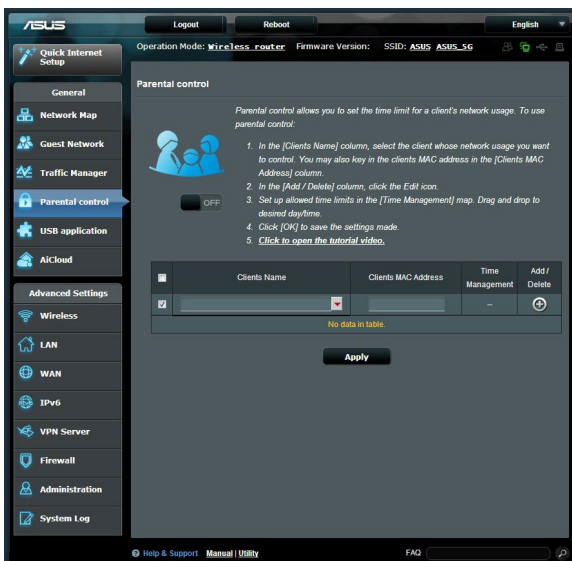 ASUS
Logout
Reboot
English
Quick Internet
Setup
Operation Mode: Wireless router Firmware Version: SSID: ASUS ASUS_5G
General
Network Map
Guest Network
Traffic Manager
Parental control
USB application
AiCloud
Advanced Settings
Wireless
LAN
WAN
IPv6
VPN Server
Firewall
Administration
System Log
Parental control
Parental control allows you to set the time limit for a client's network usage. To use
parental control:
1. In the [Clients Name] column, select the client whose network usage you want
to control. You may also key in the clients MAC address in the [Clients MAC
Address] column.
2. In the [Add / Delete] column, click the Edit icon.
3. Set up allowed time limits in the [Time Management] map. Drag and drop to
desired day/time.
4. Click [OK] to save the settings made.
5. Click to open the tutorial video.
OFF
Clients Name
Clients MAC Address
Time
Management
Add /
Delete
–
No data in table.
Apply
Help & Support Manual | Utility
FAQ